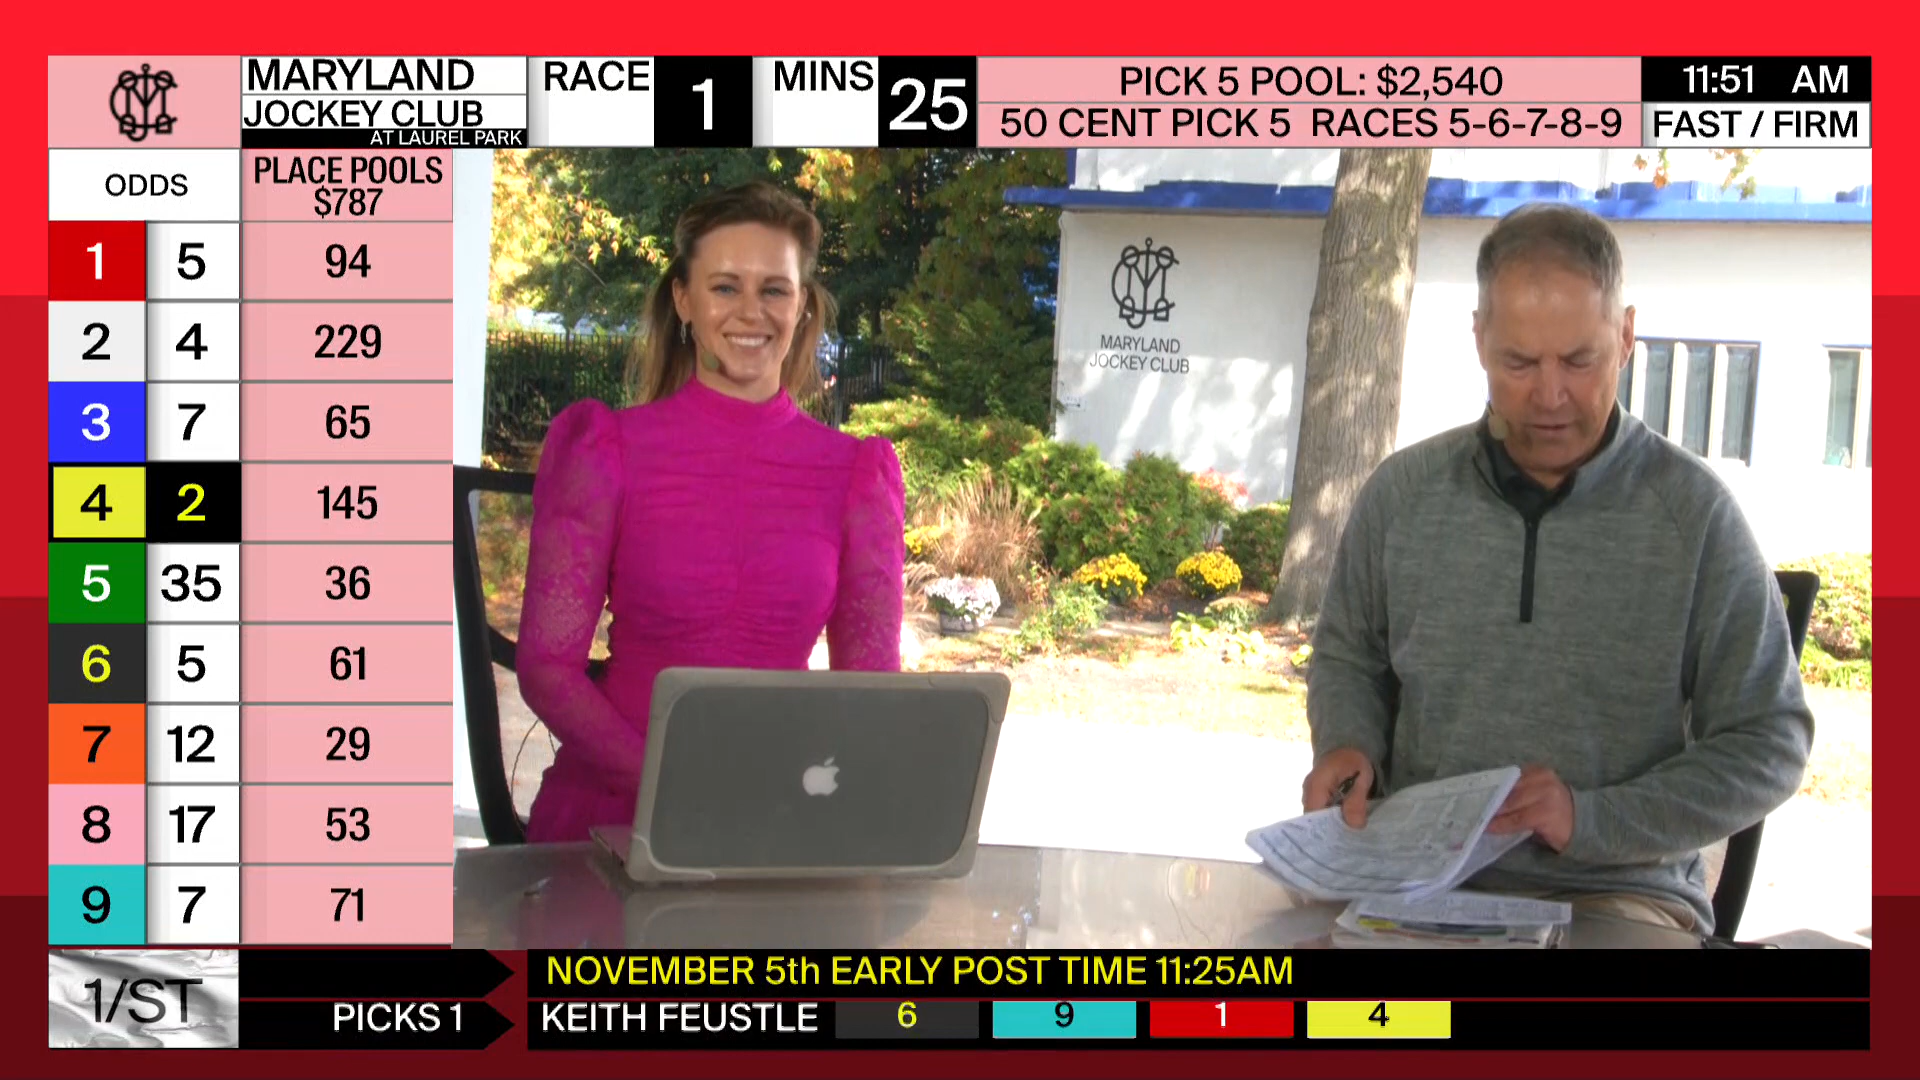 MARYLAND
JOCKEY CLUB
AT LAUREL PARK
RACE 1
MINS 25
PICK 5 POOL: $2,540
50 CENT PICK 5 RACES 5-6-7-8-9
11:51 AM
FAST / FIRM
ODDS
PLACE POOLS
$787
1 5 94
2 4 229
3 7 65
4 2 145
5 35 36
6 5 61
7 12 29
8 17 53
9 7 71
MARYLAND
JOCKEY CLUB
1/ST
NOVEMBER 5th EARLY POST TIME 11:25AM
PICKS 1
KEITH FEUSTLE 6 9 1 4